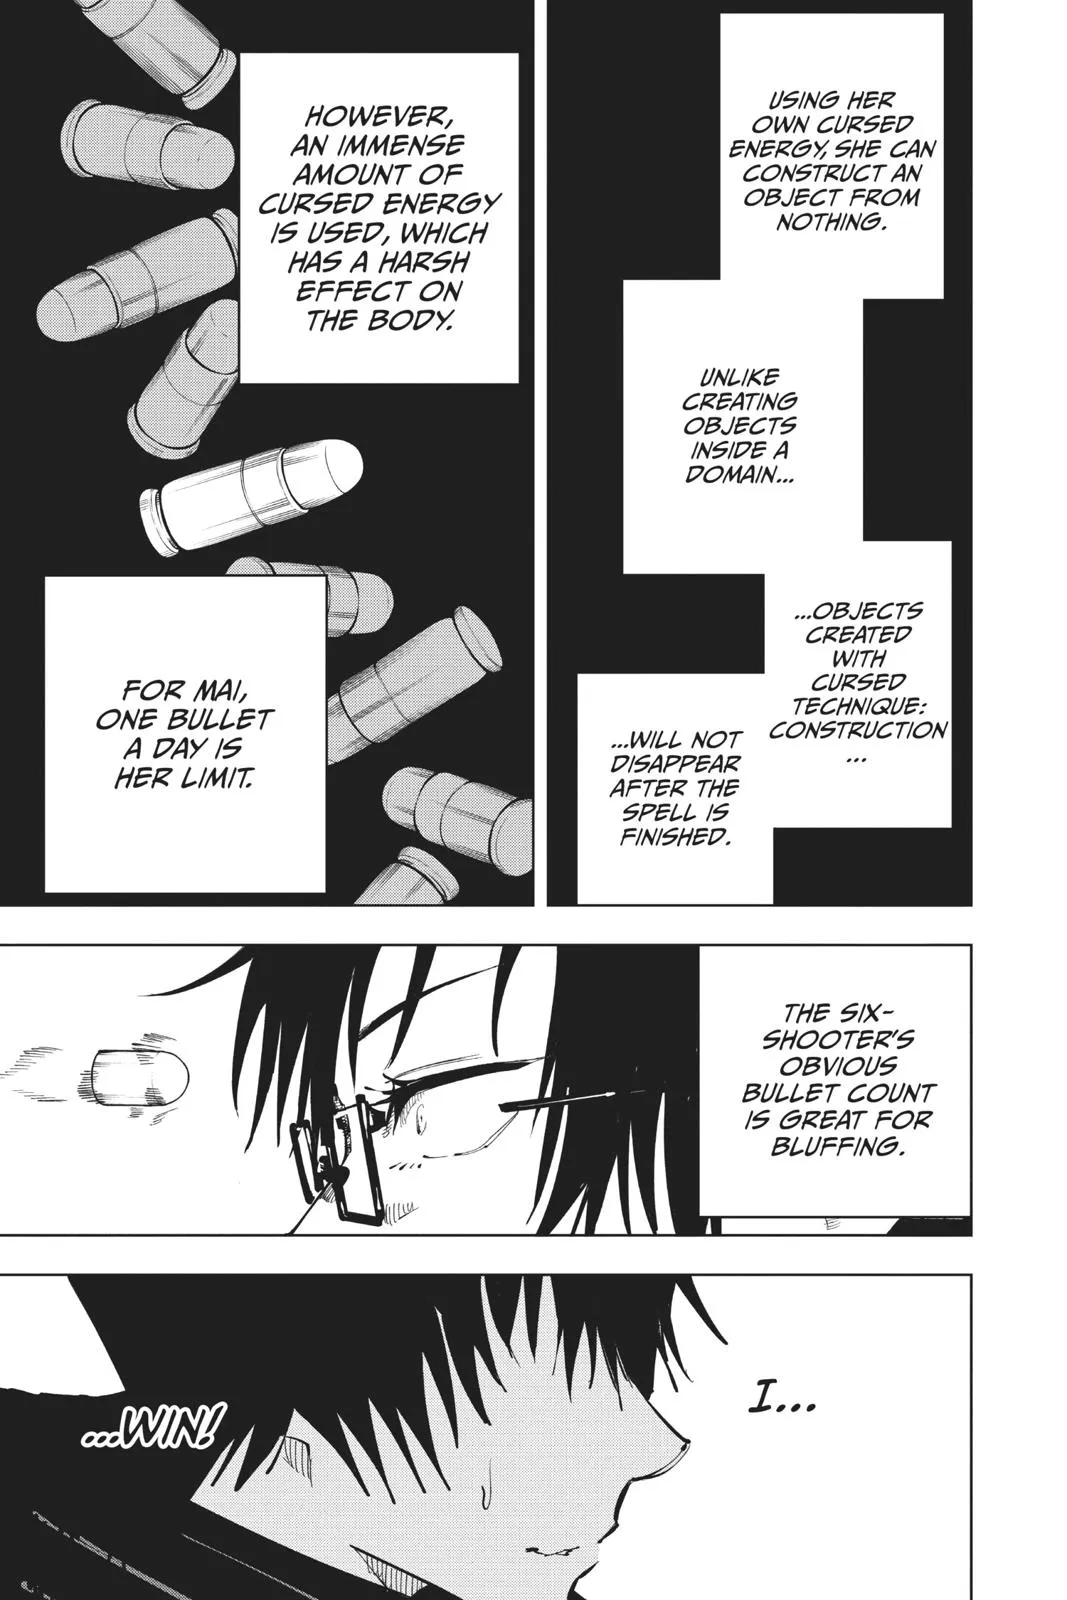 USING HER
OWN CURSED
ENERGY, SHE CAN
CONSTRUCT AN
OBJECT FROM
NOTHING.
UNLIKE
CREATING
OBJECTS
INSIDE A
DOMAIN...
...OBJECTS
CREATED
WITH
CURSED
TECHNIQUE:
CONSTRUCTION
...
...WILL NOT
DISAPPEAR
AFTER THE
SPELL IS
FINISHED.
HOWEVER,
AN IMMENSE
AMOUNT OF
CURSED ENERGY
IS USED, WHICH
HAS A HARSH
EFFECT ON
THE BODY.
FOR MAI,
ONE BULLET
A DAY IS
HER LIMIT.
THE SIX-
SHOOTER'S
OBVIOUS
BULLET COUNT
IS GREAT FOR
BLUFFING.
I...
...WIN!